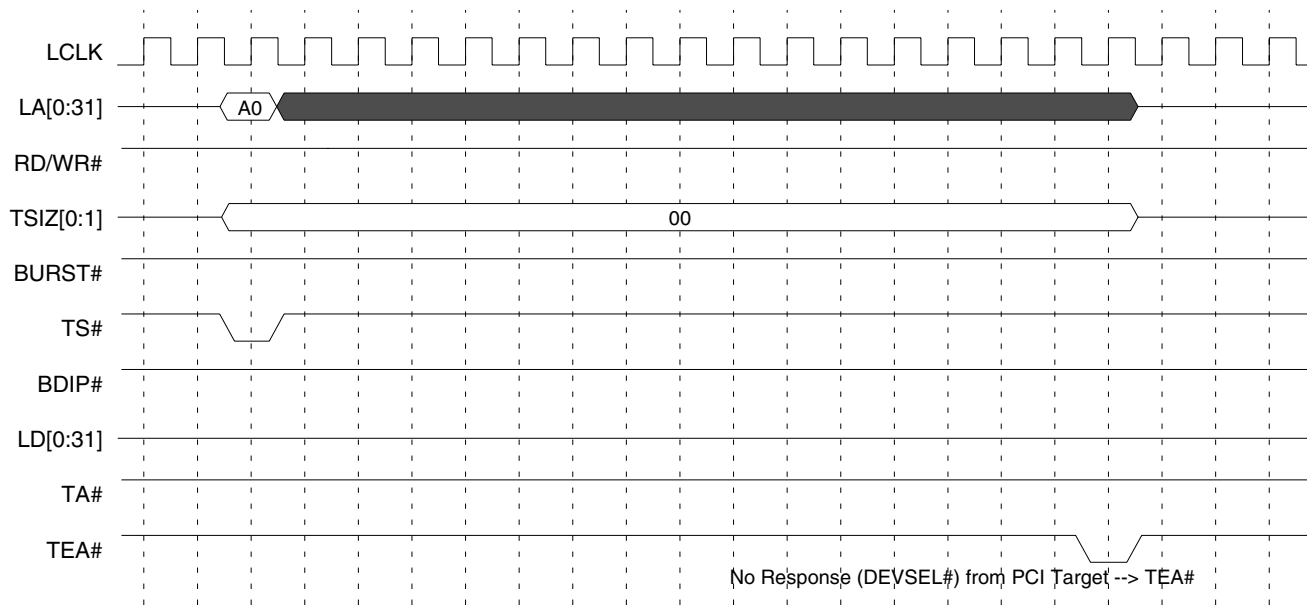 LCLK
LA[0:31]
A0
RD/WR#
TSIZ[0:1]
00
BURST#
TS#
BDIP#
LD[0:31]
TA#
TEA#
No Response (DEVSEL#) from PCI Target --> TEA#